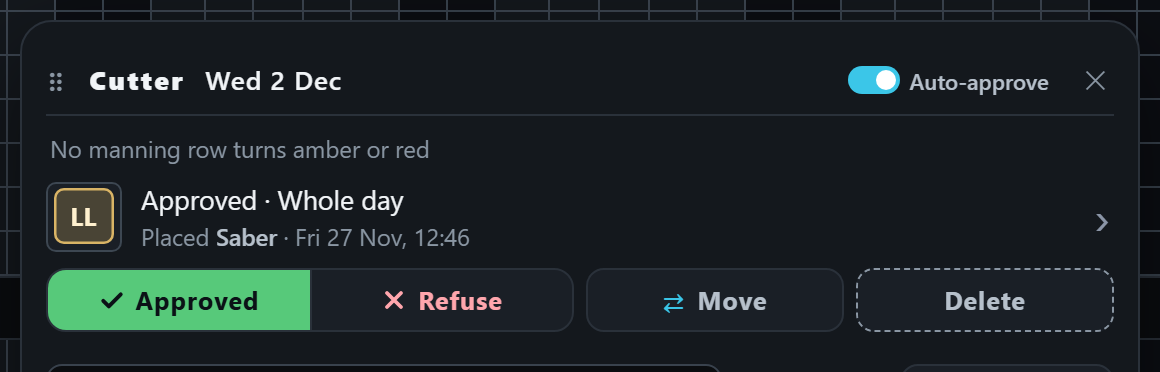 Cutter Wed 2 Dec Auto-approve
No manning row turns amber or red
LL
Approved · Whole day
Placed Saber · Fri 27 Nov, 12:46
Approved Refuse Move Delete